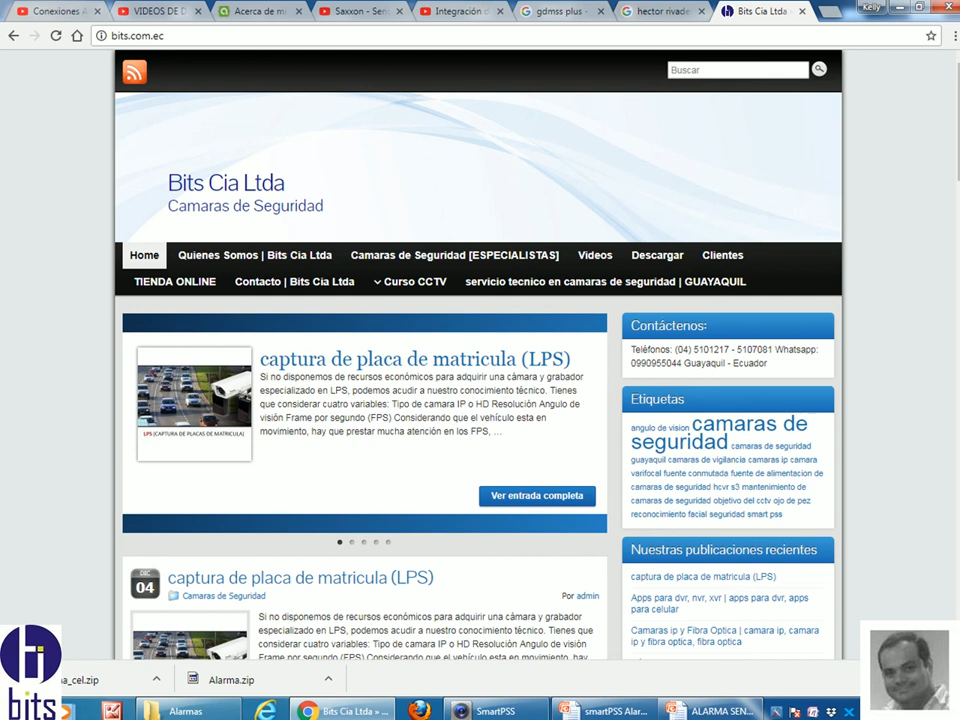 Conexiones A
VIDEOS DE D
Acerca de m
Saxxon - Sen
Integración d
gdmss plus -
hector rivade
Bits Cia Ltda
Kelly
bits.com.ec
Buscar
Bits Cia Ltda
Camaras de Seguridad
Home
Quienes Somos | Bits Cia Ltda
Camaras de Seguridad [ESPECIALISTAS]
Videos
Descargar
Clientes
TIENDA ONLINE
Contacto | Bits Cia Ltda
Curso CCTV
servicio tecnico en camaras de seguridad | GUAYAQUIL
captura de placa de matricula (LPS)
Si no disponemos de recursos económicos para adquirir una cámara y grabador
especializado en LPS, podemos acudir a nuestro conocimiento técnico. Tienes
que considerar cuatro variables: Tipo de camara IP o HD Resolución Angulo de
visión Frame por segundo (FPS) Considerando que el vehículo esta en
movimiento, hay que prestar mucha atención en los FPS, …
LPS (CAPTURA DE PLACAS DE MATRICULA)
Ver entrada completa
Contáctenos:
Teléfonos: (04) 5101217 - 5107081 Whatsapp:
0990955044 Guayaquil - Ecuador
Etiquetas
angulo de vision camaras de
seguridad camaras de seguridad
guayaquil camaras de vigilancia camaras ip camara
varifocal fuente conmutada fuente de alimentacion de
camaras de seguridad hcvr s3 mantenimiento de
camaras de seguridad objetivo del cctv ojo de pez
reconocimiento facial seguridad smart pss
Nuestras publicaciones recientes
captura de placa de matricula (LPS)
Apps para dvr, nvr, xvr | apps para dvr, apps
para celular
Camaras ip y Fibra Optica | camara ip, camara
ip y fibra optica, fibra optica
DIC
04
captura de placa de matricula (LPS)
Camaras de Seguridad
Por admin
Si no disponemos de recursos económicos para adquirir una cámara y grabador
especializado en LPS, podemos acudir a nuestro conocimiento técnico. Tienes
que considerar cuatro variables: Tipo de camara IP o HD Resolución Angulo de
visión Frame por segundo (FPS) Considerando que el vehículo esta en
na_cel.zip
Alarma.zip
bits
Alarmas
Bits Cia Ltda » ...
SmartPSS
smartPSS Alar...
ALARMA SEN...